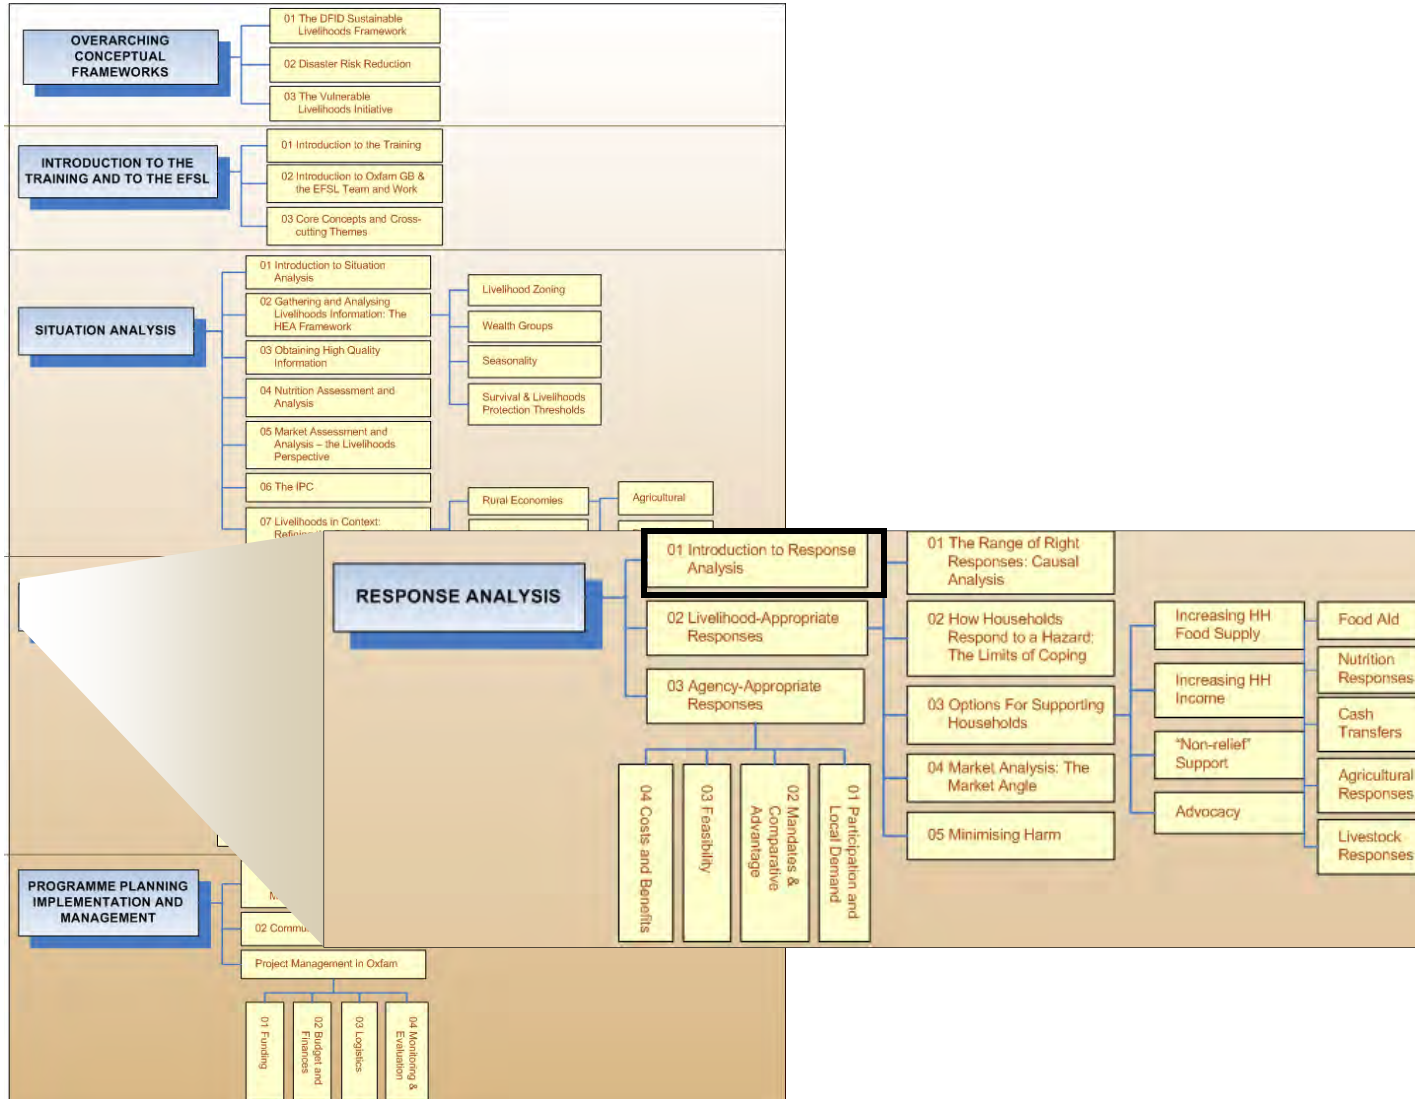 OVERARCHING
CONCEPTUAL
FRAMEWORKS
01 The DFID Sustainable
Livelihoods Framework
02 Disaster Risk Reduction
03 The Vulnerable
Livelihoods Initiative
INTRODUCTION TO THE
TRAINING AND TO THE EFSL
01 Introduction to the Training
02 Introduction to Oxfam GB &
the EFSL Team and Work
03 Core Concepts and Cross-
cutting Themes
SITUATION ANALYSIS
01 Introduction to Situation
Analysis
02 Gathering and Analysing
Livelihoods Information: The
HEA Framework
03 Obtaining High Quality
Information
04 Nutrition Assessment and
Analysis
05 Market Assessment and
Analysis – the Livelihoods
Perspective
06 The IPC
07 Livelihoods in Context:
Livelihood Zoning
Wealth Groups
Seasonality
Survival & Livelihoods
Protection Thresholds
Rural Economies
Agricultural
RESPONSE ANALYSIS
01 Introduction to Response
Analysis
02 Livelihood-Appropriate
Responses
03 Agency-Appropriate
Responses
04 Costs and Benefits
03 Feasibility
02 Mandates &
Comparative
Advantage
01 Participation and
Local Demand
01 The Range of Right
Responses: Causal
Analysis
02 How Households
Respond to a Hazard:
The Limits of Coping
03 Options For Supporting
Households
04 Market Analysis: The
Market Angle
05 Minimising Harm
Increasing HH
Food Supply
Increasing HH
Income
"Non-relief"
Support
Advocacy
Food Aid
Nutrition
Responses
Cash
Transfers
Agricultural
Responses
Livestock
Responses
PROGRAMME PLANNING
IMPLEMENTATION AND
MANAGEMENT
02
Project Management in Oxfam
01 Funding
02 Budget and
Finances
03 Logistics
04 Monitoring &
Evaluation